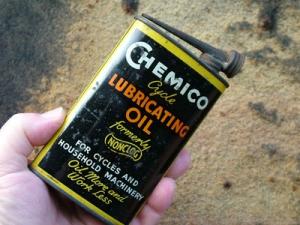 CHEMICO
Cycle
LUBRICATING
OIL
formerly
NONCLOG
FOR CYCLES AND
HOUSEHOLD MACHINERY
Oil More and
Work Less